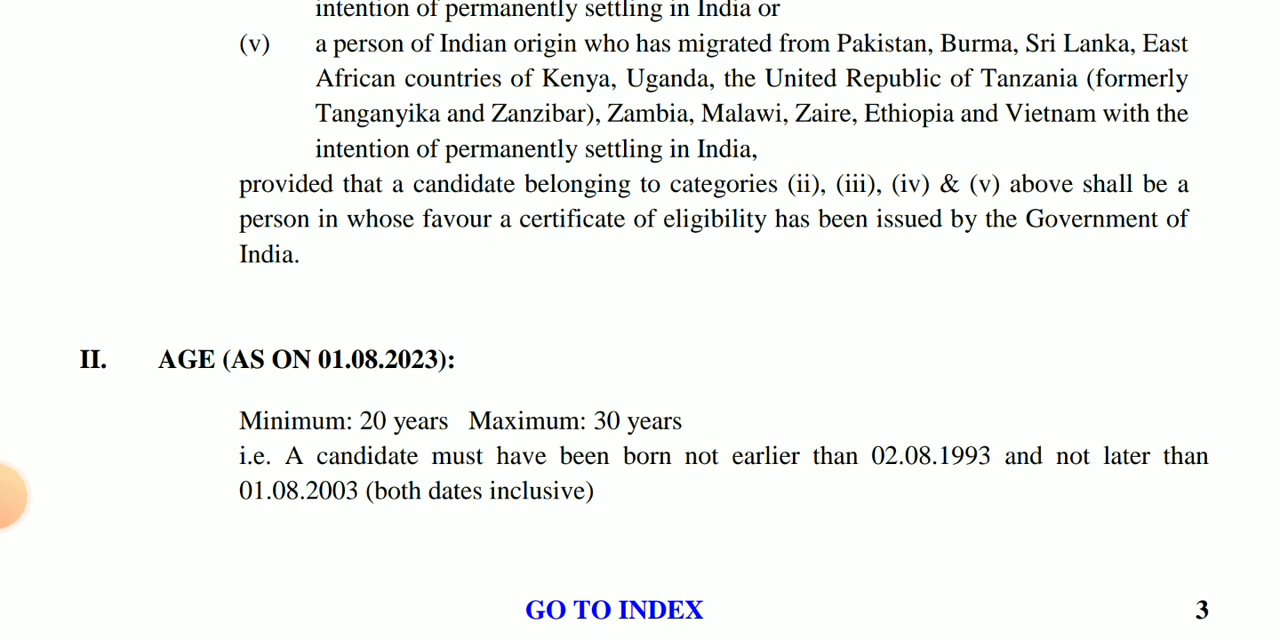 intention of permanently settling in India or
(v) a person of Indian origin who has migrated from Pakistan, Burma, Sri Lanka, East
African countries of Kenya, Uganda, the United Republic of Tanzania (formerly
Tanganyika and Zanzibar), Zambia, Malawi, Zaire, Ethiopia and Vietnam with the
intention of permanently settling in India,
provided that a candidate belonging to categories (ii), (iii), (iv) & (v) above shall be a
person in whose favour a certificate of eligibility has been issued by the Government of
India.
II. AGE (AS ON 01.08.2023):
Minimum: 20 years Maximum: 30 years
i.e. A candidate must have been born not earlier than 02.08.1993 and not later than
01.08.2003 (both dates inclusive)
GO TO INDEX 3